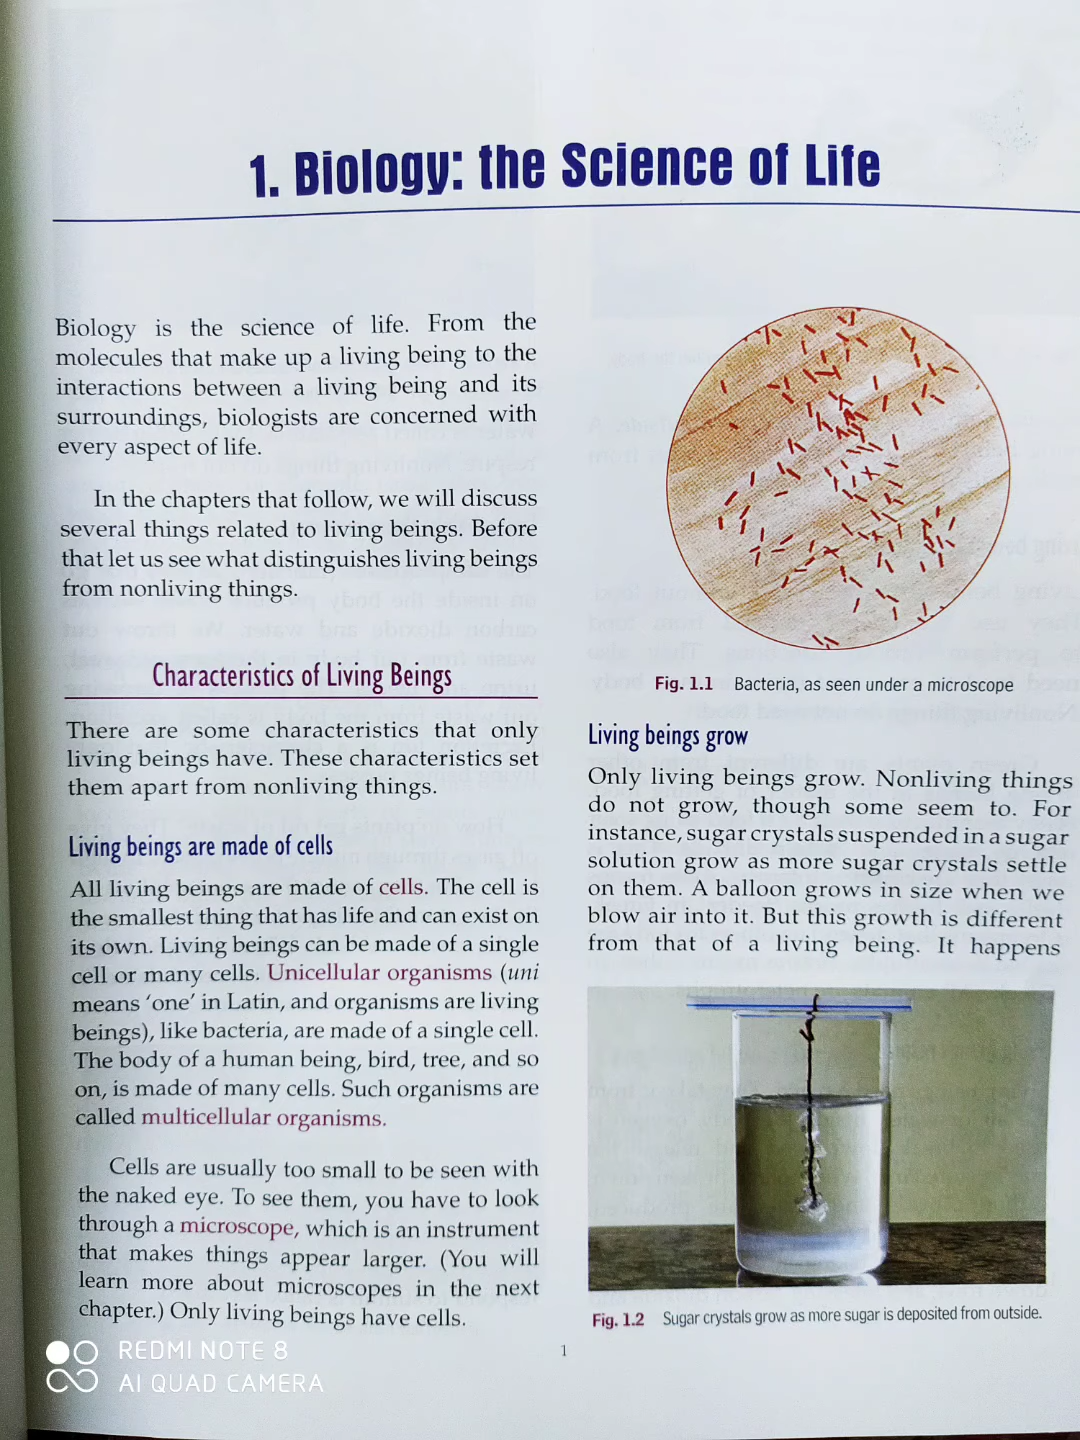 1. Biology: the Science of Life
Biology is the science of life. From the
molecules that make up a living being to the
interactions between a living being and its
surroundings, biologists are concerned with
every aspect of life.
In the chapters that follow, we will discuss
several things related to living beings. Before
that let us see what distinguishes living beings
from nonliving things.
Characteristics of Living Beings
There are some characteristics that only
living beings have. These characteristics set
them apart from nonliving things.
Living beings are made of cells
All living beings are made of cells. The cell is
the smallest thing that has life and can exist on
its own. Living beings can be made of a single
cell or many cells. Unicellular organisms (uni
means 'one' in Latin, and organisms are living
beings), like bacteria, are made of a single cell.
The body of a human being, bird, tree, and so
on, is made of many cells. Such organisms are
called multicellular organisms.
Cells are usually too small to be seen with
the naked eye. To see them, you have to look
through a microscope, which is an instrument
that makes things appear larger. (You will
learn more about microscopes in the next
chapter.) Only living beings have cells.
Fig. 1.1 Bacteria, as seen under a microscope
Living beings grow
Only living beings grow. Nonliving things
do not grow, though some seem to. For
instance, sugar crystals suspended in a sugar
solution grow as more sugar crystals settle
on them. A balloon grows in size when we
blow air into it. But this growth is different
from that of a living being. It happens
Fig. 1.2 Sugar crystals grow as more sugar is deposited from outside.
1
REDMI NOTE 8
AI QUAD CAMERA